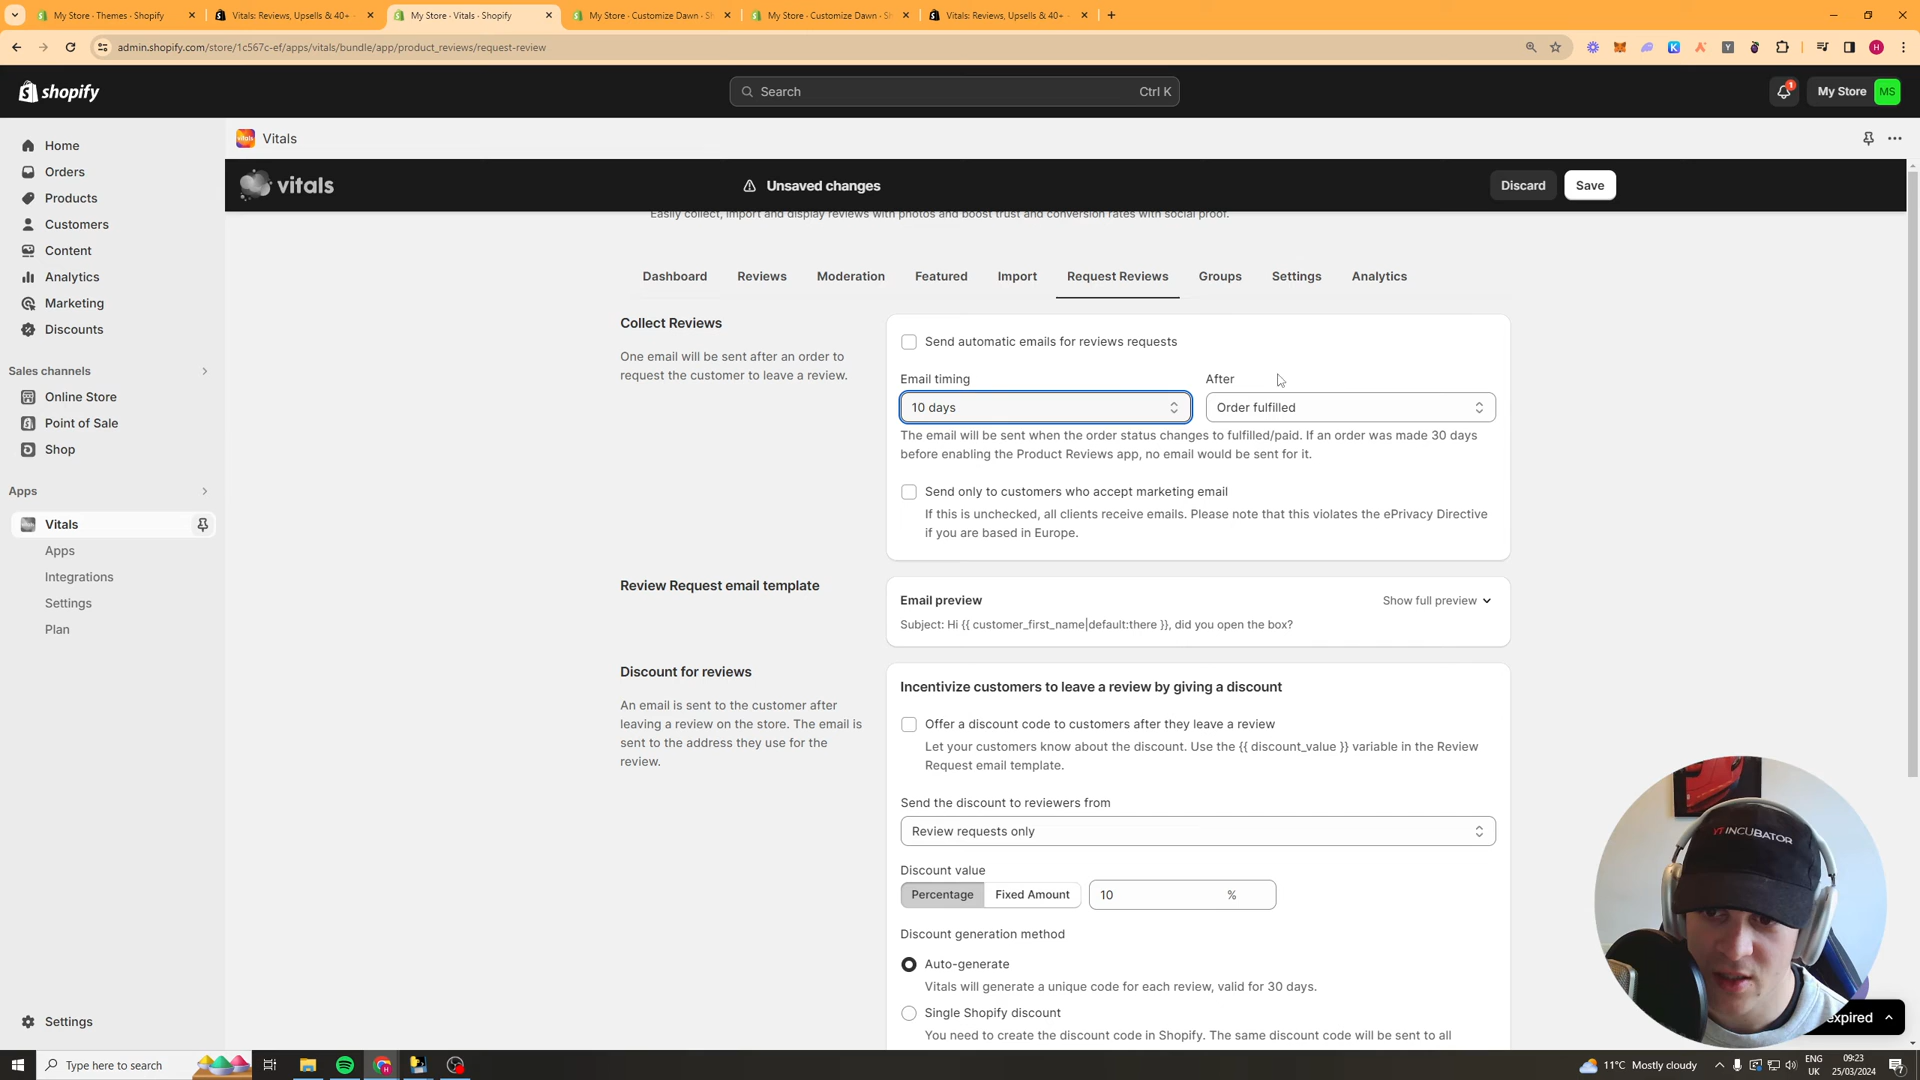 My Store · Themes · Shopify
Vitals: Reviews, Upsells & 40+
My Store · Vitals · Shopify
My Store · Customize Dawn · Sh
My Store · Customize Dawn · Sh
Vitals: Reviews, Upsells & 40+
admin.shopify.com/store/1c567c-ef/apps/vitals/bundle/app/product_reviews/request-review
shopify
Search
Ctrl K
1
My Store
MS
Home
Orders
Products
Customers
Content
Analytics
Marketing
Discounts
Sales channels
Online Store
Point of Sale
Shop
Apps
Vitals
Apps
Integrations
Settings
Plan
Settings
Vitals
vitals
Unsaved changes
Discard
Save
Easily collect, import and display reviews with photos and boost trust and conversion rates with social proof.
Dashboard
Reviews
Moderation
Featured
Import
Request Reviews
Groups
Settings
Analytics
Collect Reviews
One email will be sent after an order to
request the customer to leave a review.
Send automatic emails for reviews requests
Email timing
After
10 days
Order fulfilled
The email will be sent when the order status changes to fulfilled/paid. If an order was made 30 days
before enabling the Product Reviews app, no email would be sent for it.
Send only to customers who accept marketing email
If this is unchecked, all clients receive emails. Please note that this violates the ePrivacy Directive
if you are based in Europe.
Review Request email template
Email preview
Show full preview
Subject: Hi {{ customer_first_name|default:there }}, did you open the box?
Discount for reviews
An email is sent to the customer after
leaving a review on the store. The email is
sent to the address they use for the
review.
Incentivize customers to leave a review by giving a discount
Offer a discount code to customers after they leave a review
Let your customers know about the discount. Use the {{ discount_value }} variable in the Review
Request email template.
Send the discount to reviewers from
Review requests only
Discount value
Percentage
Fixed Amount
10
%
Discount generation method
Auto-generate
Vitals will generate a unique code for each review, valid for 30 days.
Single Shopify discount
You need to create the discount code in Shopify. The same discount code will be sent to all
YT INCUBATOR
expired
Type here to search
11°C Mostly cloudy
ENG
UK
09:23
25/03/2024